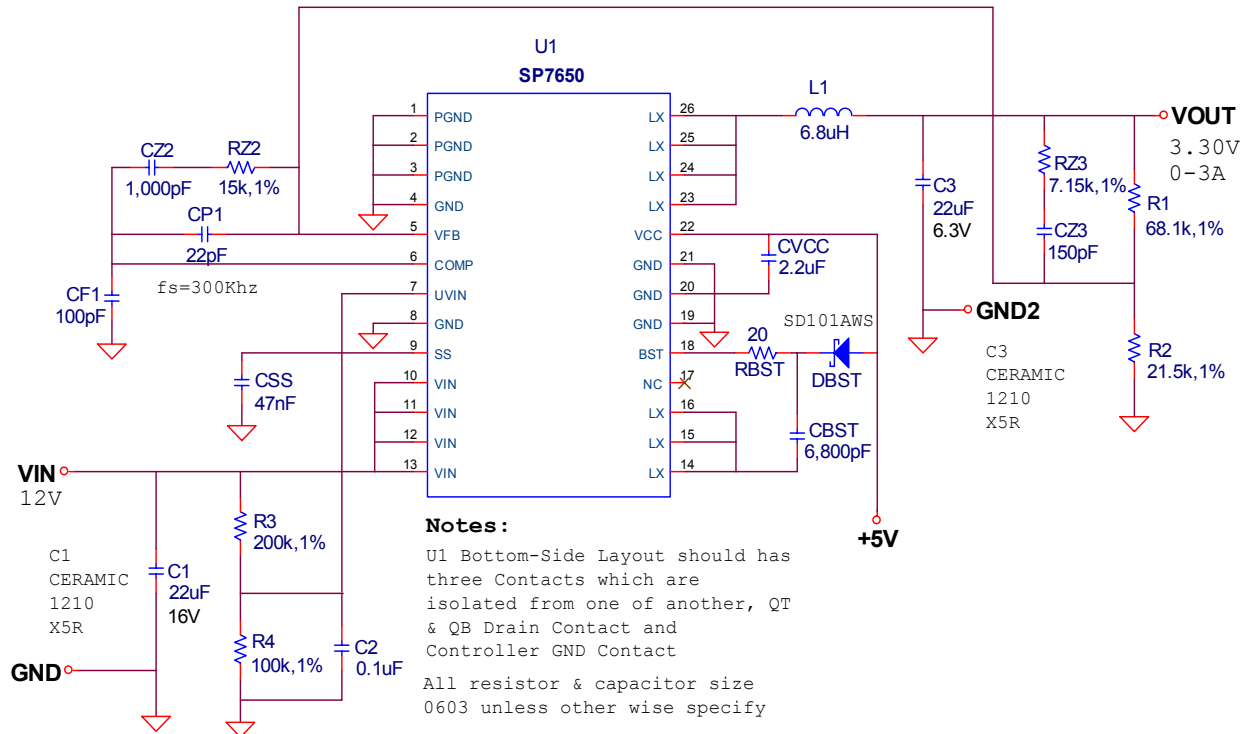 U1
SP7650
1 PGND
2 PGND
3 PGND
4 GND
5 VFB
6 COMP
7 UVIN
8 GND
9 SS
10 VIN
11 VIN
12 VIN
13 VIN
LX 26
LX 25
LX 24
LX 23
VCC 22
GND 21
GND 20
GND 19
BST 18
NC 17
LX 16
LX 15
LX 14
CZ2
1,000pF
RZ2
15k,1%
CP1
22pF
CF1
100pF
fs=300Khz
CSS
47nF
VIN
12V
C1
CERAMIC
1210
X5R
C1
22uF
16V
GND
R3
200k,1%
R4
100k,1%
C2
0.1uF
L1
6.8uH
CVCC
2.2uF
SD101AWS
20
RBST
DBST
CBST
6,800pF
+5V
C3
22uF
6.3V
GND2
C3
CERAMIC
1210
X5R
RZ3
7.15k,1%
CZ3
150pF
VOUT
3.30V
0-3A
R1
68.1k,1%
R2
21.5k,1%
Notes:
U1 Bottom-Side Layout should has
three Contacts which are
isolated from one of another, QT
& QB Drain Contact and
Controller GND Contact
All resistor & capacitor size
0603 unless other wise specify